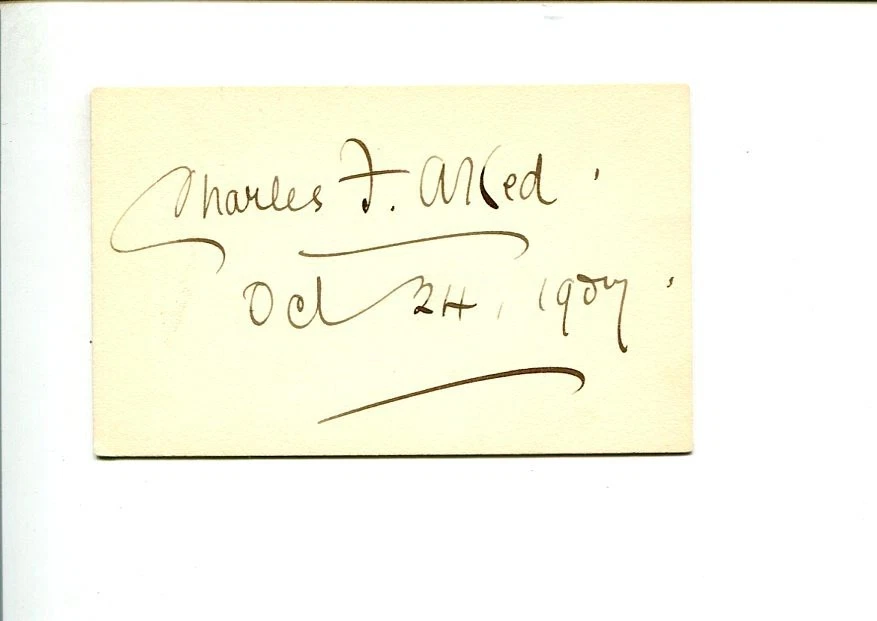 Charles F. Aked.
Oct 24, 1907.